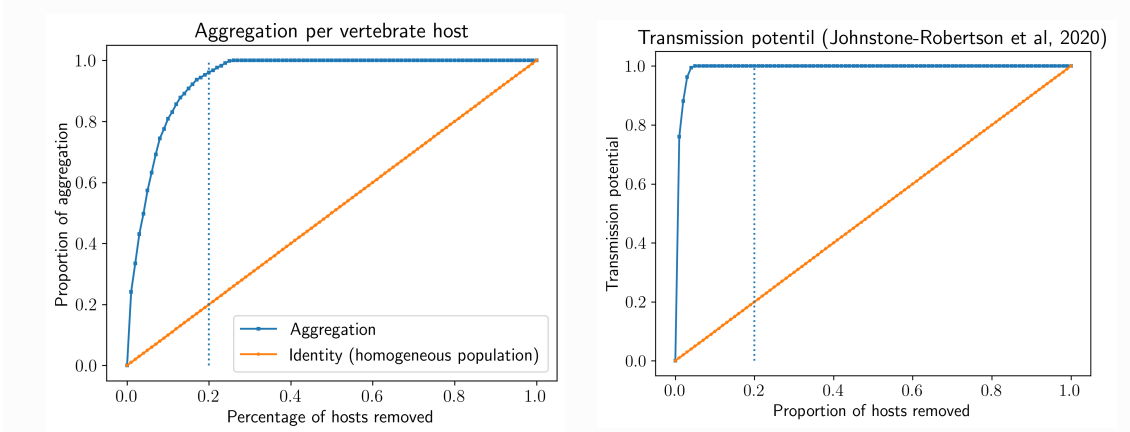 Aggregation per vertebrate host
Proportion of aggregation
1.0
0.8
0.6
0.4
0.2
0.0
Aggregation
Identity (homogeneous population)
0.0 0.2 0.4 0.6 0.8 1.0
Percentage of hosts removed
Transmission potentil (Johnstone-Robertson et al, 2020)
Transmission potential
1.0
0.8
0.6
0.4
0.2
0.0
0.0 0.2 0.4 0.6 0.8 1.0
Proportion of hosts removed